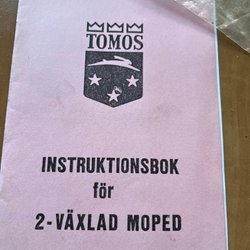 TOMOS
INSTRUKTIONSBOK
för
2-VÄXLAD MOPED